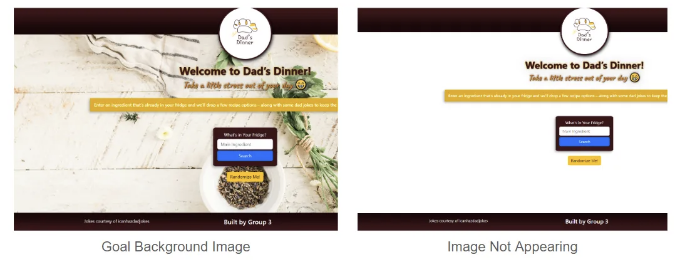 Dad's
Dinner
Welcome to Dad's Dinner!
Take a little stress out of your day
Enter an ingredient that's already in your fridge and we'll drop a few recipe options - along with some dad jokes to keep the
What's in Your Fridge?
Main Ingredient
Search
Randomize Me!
Jokes courtesy of icanhazdadjokes
Built by Group 3
Goal Background Image
Dad's
Dinner
Welcome to Dad's Dinner!
Take a little stress out of your day
Enter an ingredient that's already in your fridge and we'll drop a few recipe options - along with some dad jokes to keep the
What's in Your Fridge?
Main Ingredient
Search
Randomize Me!
Jokes courtesy of icanhazdadjokes
Built by Group 3
Image Not Appearing